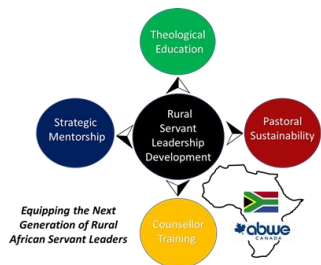 Theological
Education
Strategic
Mentorship
Rural
Servant
Leadership
Development
Pastoral
Sustainability
Counsellor
Training
Equipping the Next
Generation of Rural
African Servant Leaders
abwe
CANADA